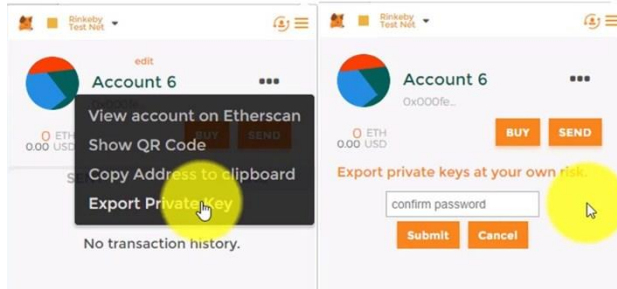 Rinkeby
Test Net
edit
Account 6
View account on Etherscan
Show QR Code
Copy Address to clipboard
Export Private Key
0 ETH
0.00 USD
BUY
SEND
No transaction history.
Rinkeby
Test Net
Account 6
0x000fe...
0 ETH
0.00 USD
BUY
SEND
Export private keys at your own risk.
confirm password
Submit
Cancel